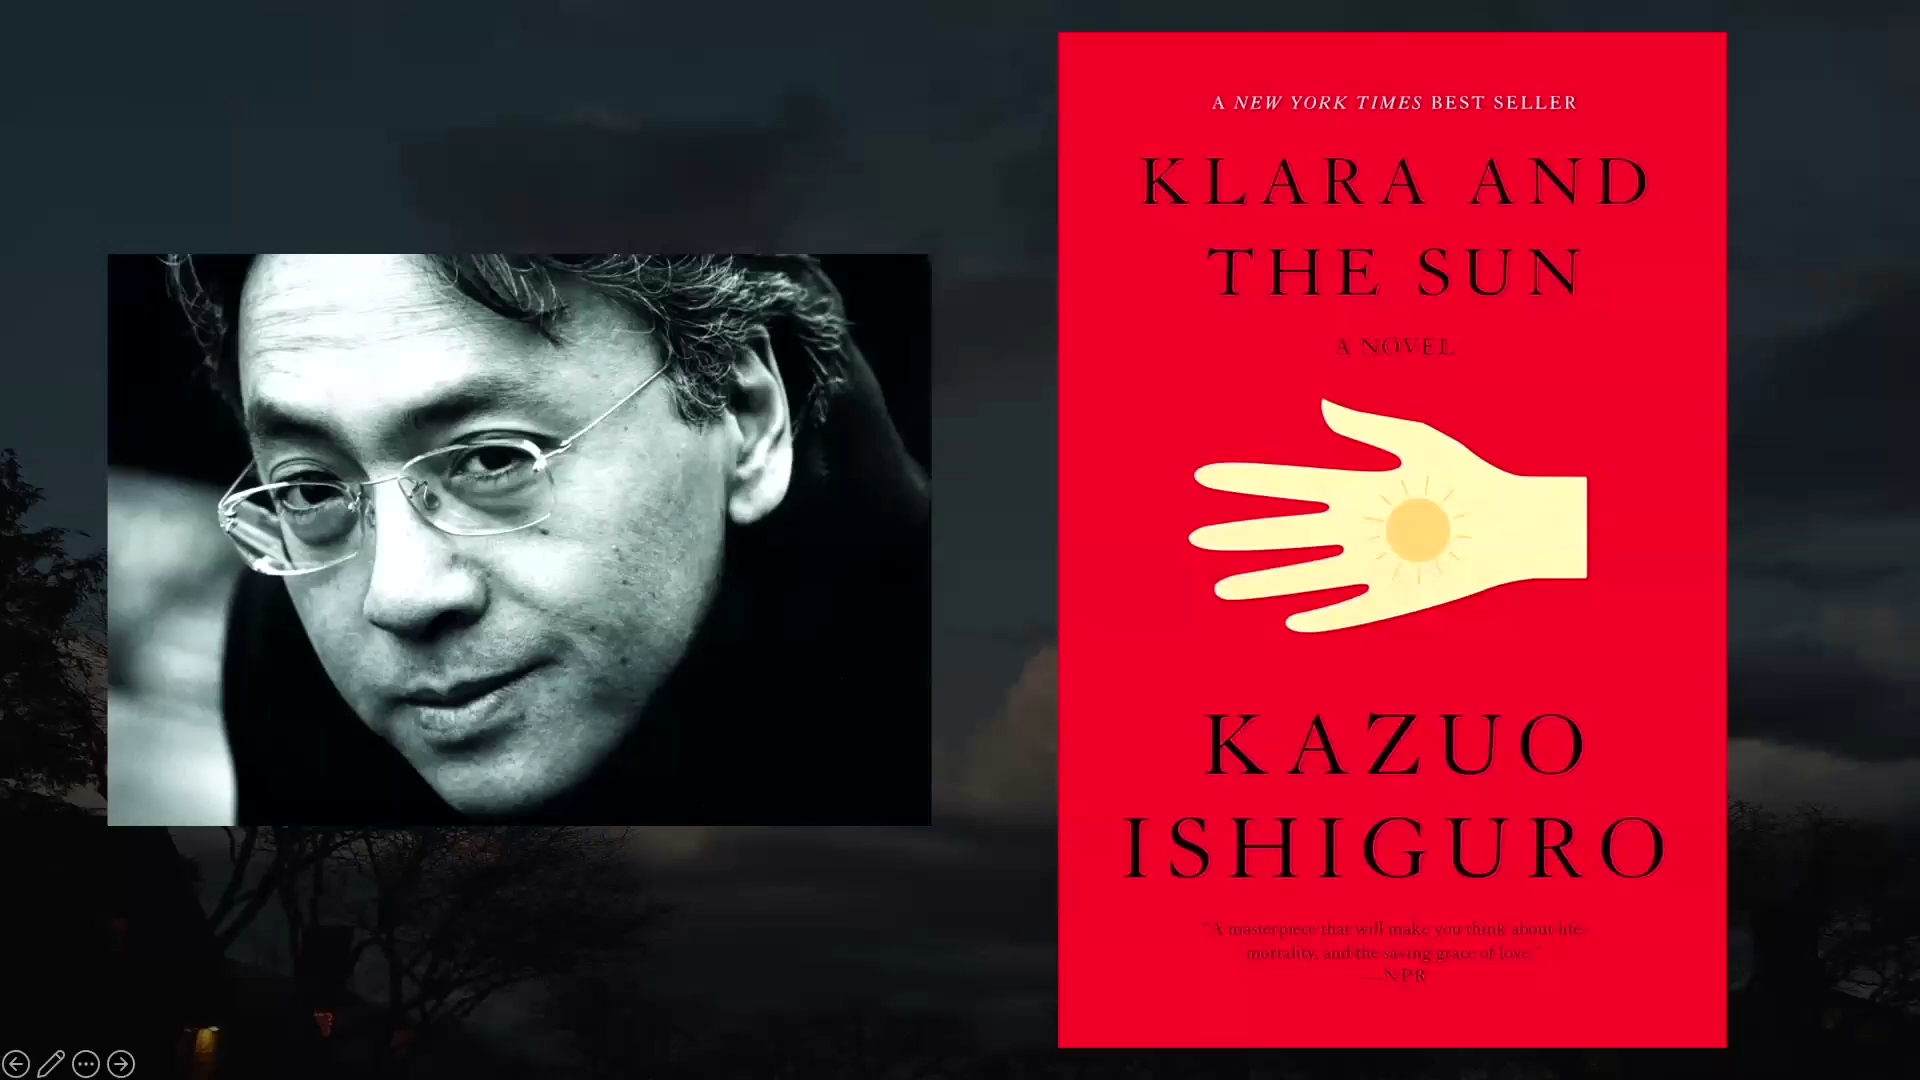 A NEW YORK TIMES BEST SELLER
KLARA AND
THE SUN
A NOVEL
KAZUO
ISHIGURO
"A masterpiece that will make you think about life,
mortality, and the saving grace of love."
—NPR